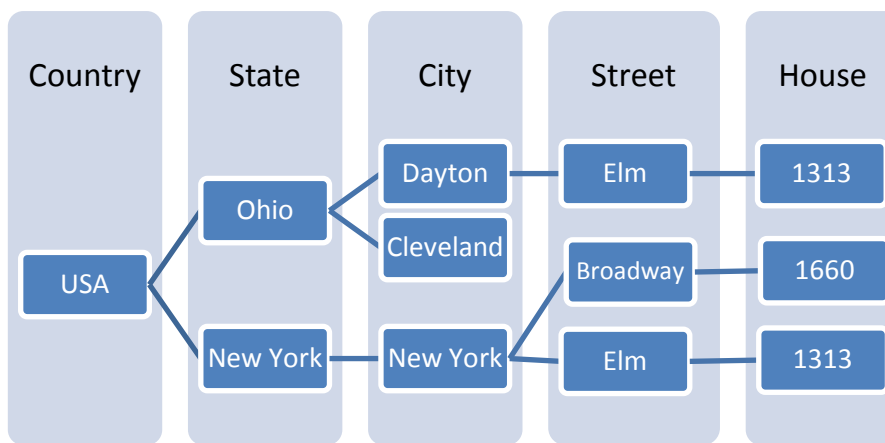 Country
State
City
Street
House
Dayton
Elm
1313
Ohio
Cleveland
USA
Broadway
1660
New York
New York
Elm
1313